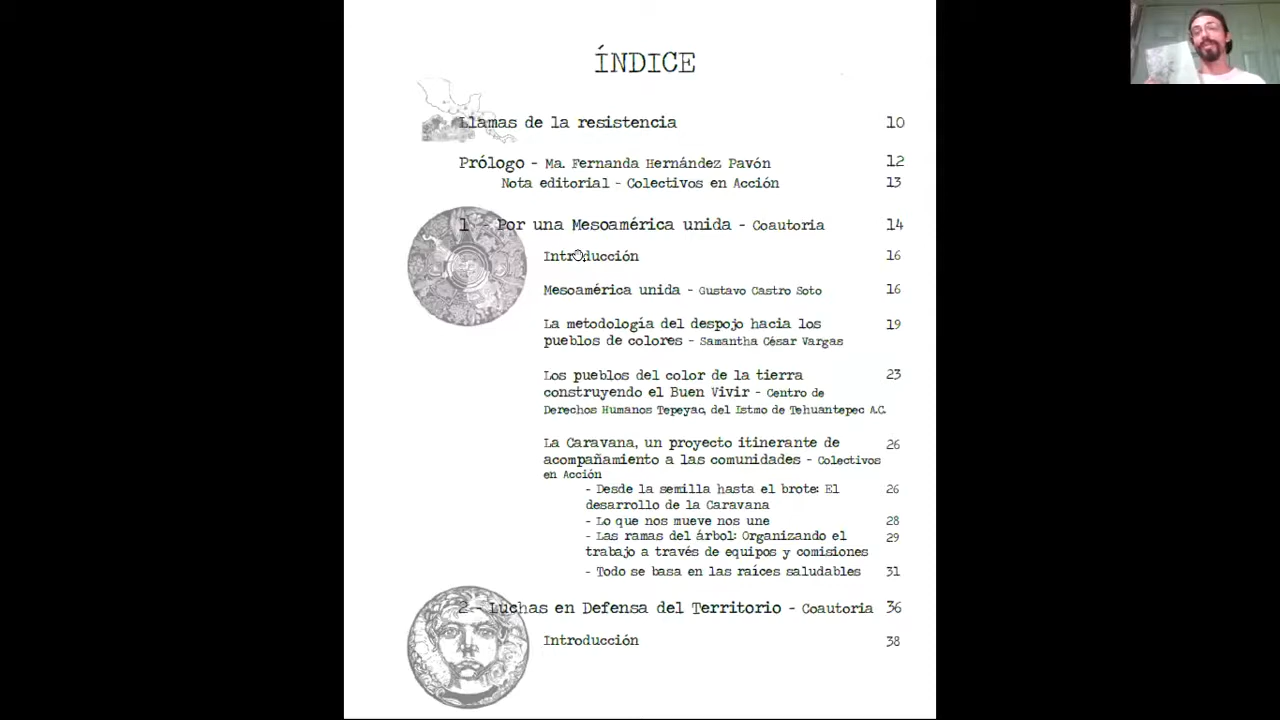 ÍNDICE
Llamas de la resistencia 10
Prólogo - Ma. Fernanda Hernández Pavón 12
Nota editorial - Colectivos en Acción 13
1 - Por una Mesoamérica unida - Coautoria 14
Introducción 16
Mesoamérica unida - Gustavo Castro Soto 16
La metodología del despojo hacia los 19
pueblos de colores - Samantha César Vargas
Los pueblos del color de la tierra 23
construyendo el Buen Vivir - Centro de
Derechos Humanos Tepeyac, del Istmo de Tehuantepec A.C.
La Caravana, un proyecto itinerante de 26
acompañamiento a las comunidades - Colectivos
en Acción
- Desde la semilla hasta el brote: El 26
desarrollo de la Caravana
- Lo que nos mueve nos une 28
- Las ramas del árbol: Organizando el 29
trabajo a través de equipos y comisiones
- Todo se basa en las raíces saludables 31
2 - Luchas en Defensa del Territorio - Coautoria 36
Introducción 38